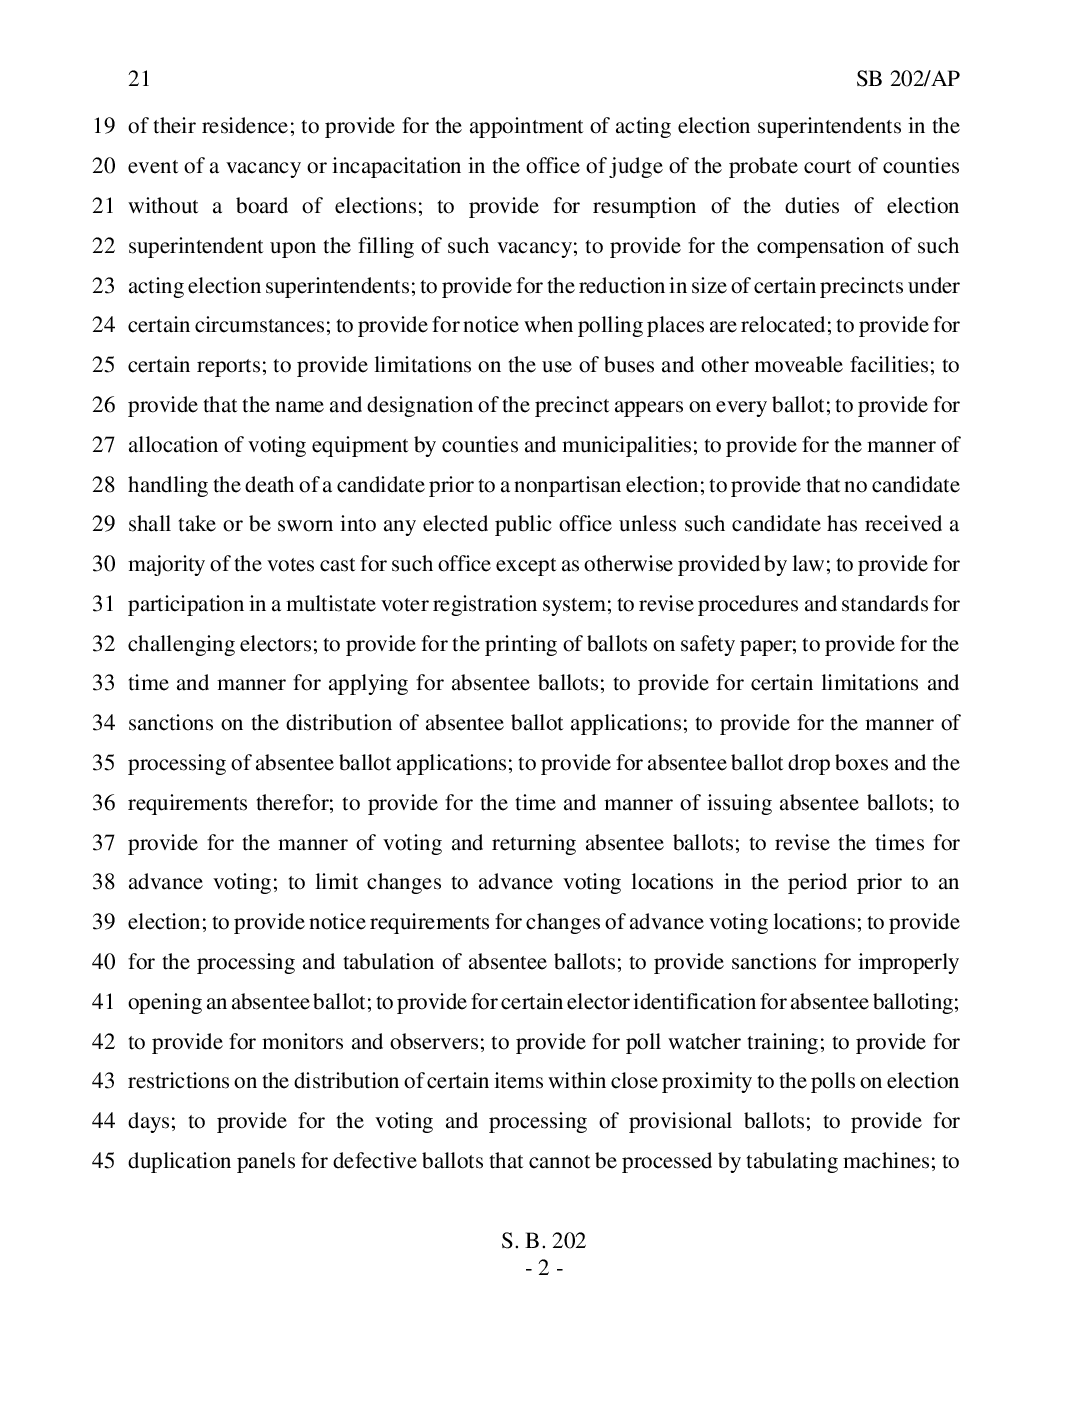 21 SB 202/AP
19 of their residence; to provide for the appointment of acting election superintendents in the
20 event of a vacancy or incapacitation in the office of judge of the probate court of counties
21 without a board of elections; to provide for resumption of the duties of election
22 superintendent upon the filling of such vacancy; to provide for the compensation of such
23 acting election superintendents; to provide for the reduction in size of certain precincts under
24 certain circumstances; to provide for notice when polling places are relocated; to provide for
25 certain reports; to provide limitations on the use of buses and other moveable facilities; to
26 provide that the name and designation of the precinct appears on every ballot; to provide for
27 allocation of voting equipment by counties and municipalities; to provide for the manner of
28 handling the death of a candidate prior to a nonpartisan election; to provide that no candidate
29 shall take or be sworn into any elected public office unless such candidate has received a
30 majority of the votes cast for such office except as otherwise provided by law; to provide for
31 participation in a multistate voter registration system; to revise procedures and standards for
32 challenging electors; to provide for the printing of ballots on safety paper; to provide for the
33 time and manner for applying for absentee ballots; to provide for certain limitations and
34 sanctions on the distribution of absentee ballot applications; to provide for the manner of
35 processing of absentee ballot applications; to provide for absentee ballot drop boxes and the
36 requirements therefor; to provide for the time and manner of issuing absentee ballots; to
37 provide for the manner of voting and returning absentee ballots; to revise the times for
38 advance voting; to limit changes to advance voting locations in the period prior to an
39 election; to provide notice requirements for changes of advance voting locations; to provide
40 for the processing and tabulation of absentee ballots; to provide sanctions for improperly
41 opening an absentee ballot; to provide for certain elector identification for absentee balloting;
42 to provide for monitors and observers; to provide for poll watcher training; to provide for
43 restrictions on the distribution of certain items within close proximity to the polls on election
44 days; to provide for the voting and processing of provisional ballots; to provide for
45 duplication panels for defective ballots that cannot be processed by tabulating machines; to
S. B. 202
- 2 -